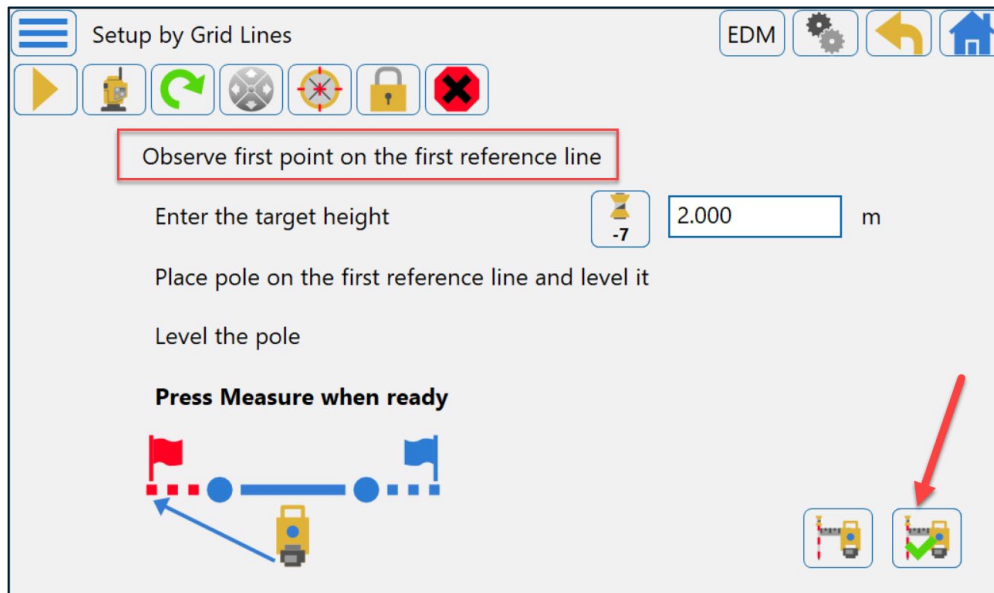 Setup by Grid Lines
EDM
Observe first point on the first reference line
Enter the target height
-7
2.000
m
Place pole on the first reference line and level it
Level the pole
Press Measure when ready